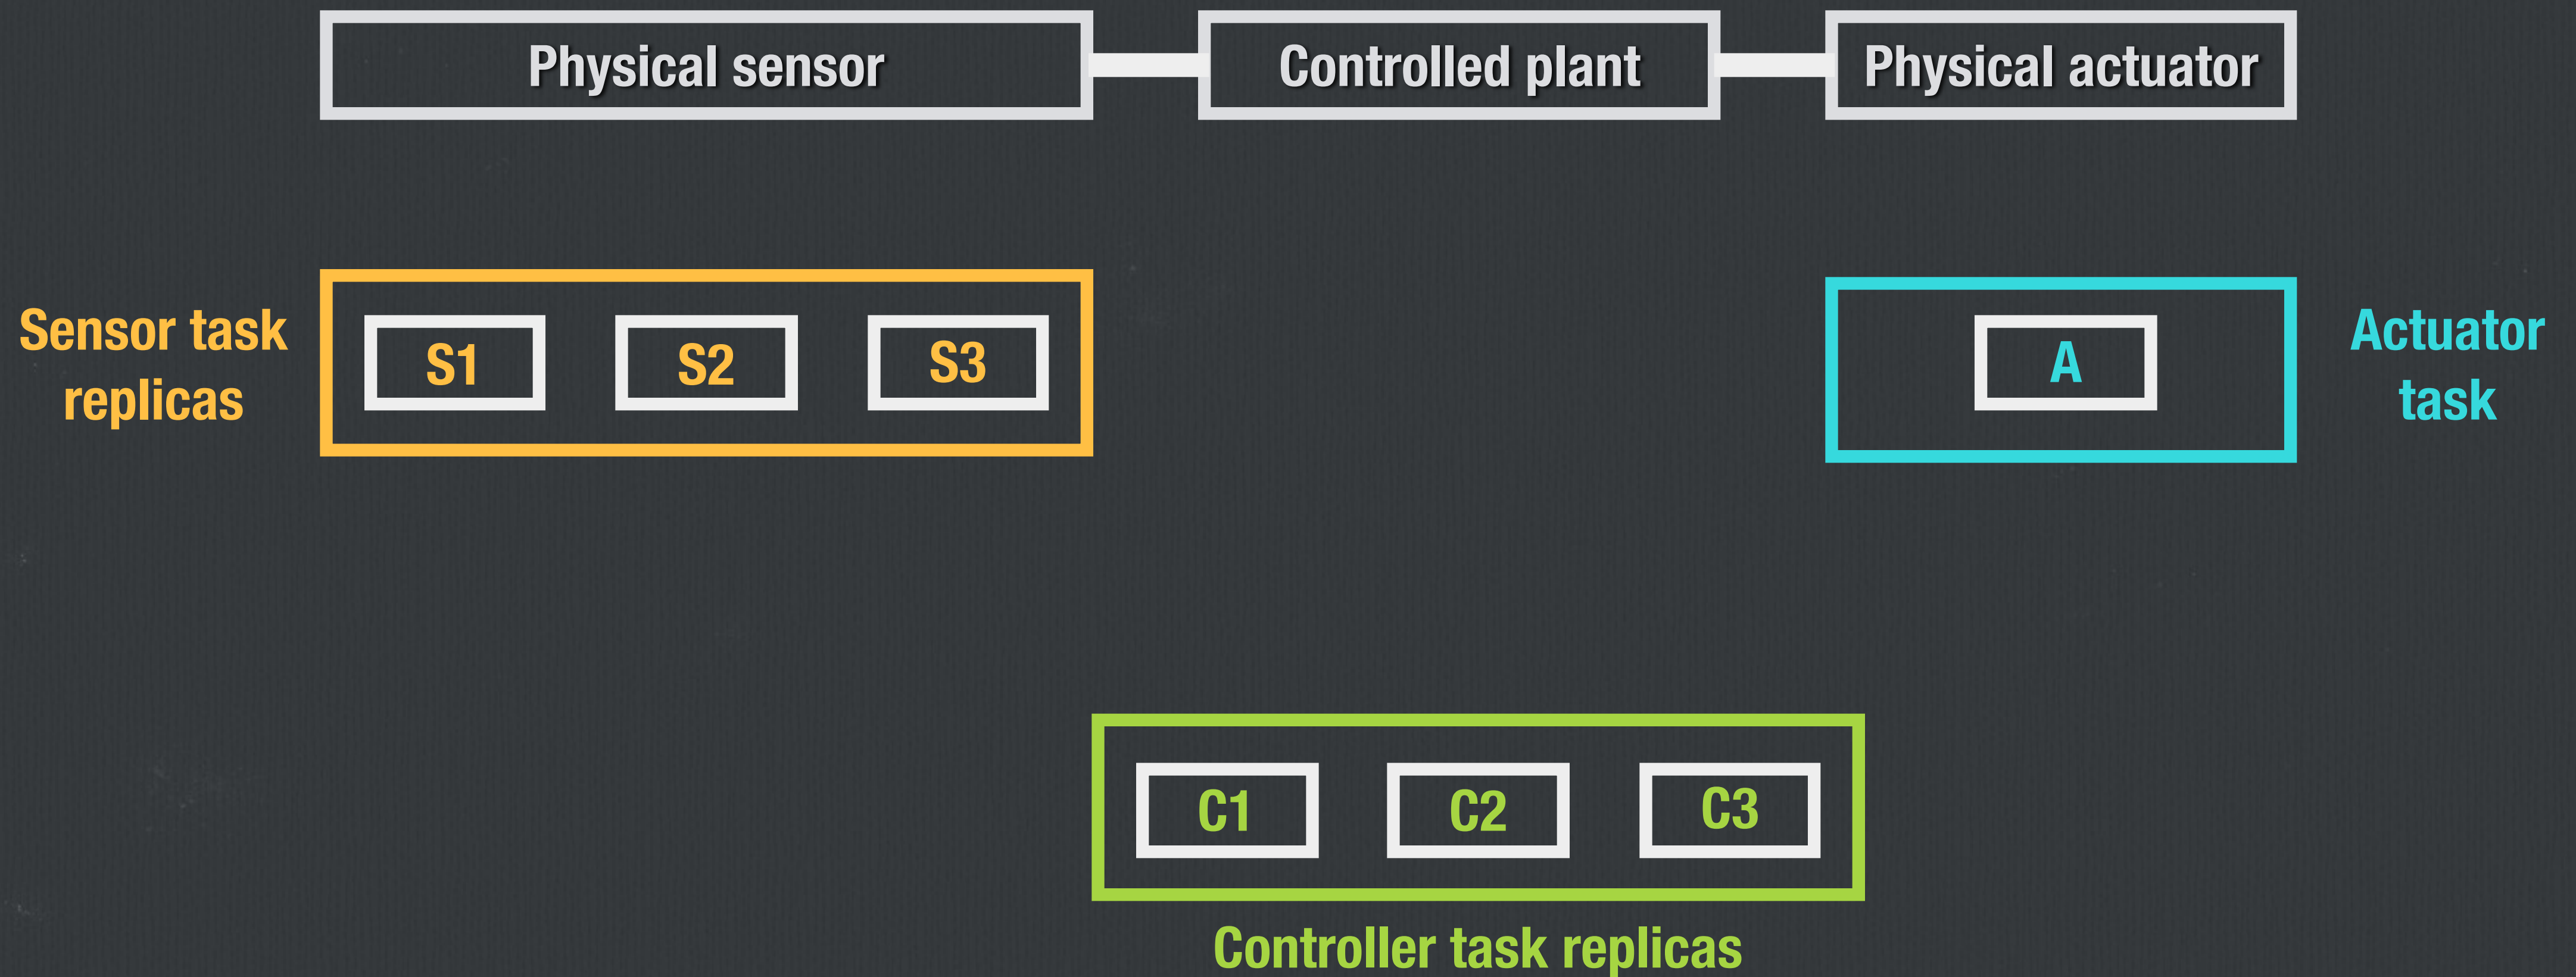 Physical sensor
Controlled plant
Physical actuator
Sensor task
replicas
S1
S2
S3
A
Actuator
task
C1
C2
C3
Controller task replicas